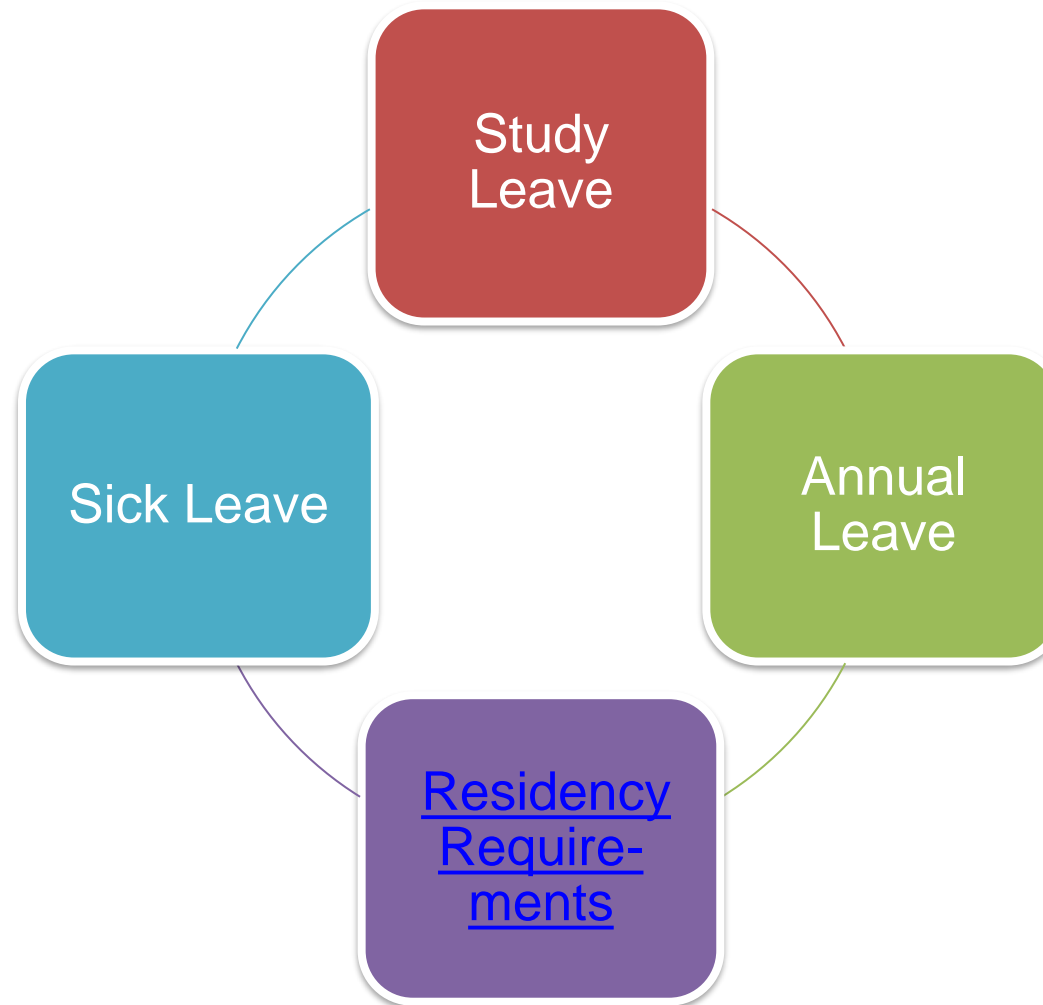 Study
Leave
Annual
Leave
Sick Leave
Residency
Require-
ments